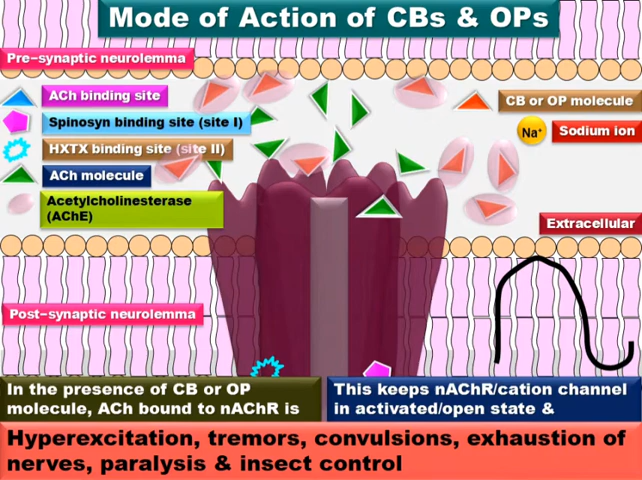 Mode of Action of CBs & OPs
Pre-synaptic neurolemma
ACh binding site
Spinosyn binding site (site I)
HXTX binding site (site II)
ACh molecule
Acetylcholinesterase
(AChE)
CB or OP molecule
Na⁺
Sodium ion
Extracellular
Post-synaptic neurolemma
In the presence of CB or OP
molecule, ACh bound to nAChR is
This keeps nAChR/cation channel
in activated/open state &
Hyperexcitation, tremors, convulsions, exhaustion of
nerves, paralysis & insect control